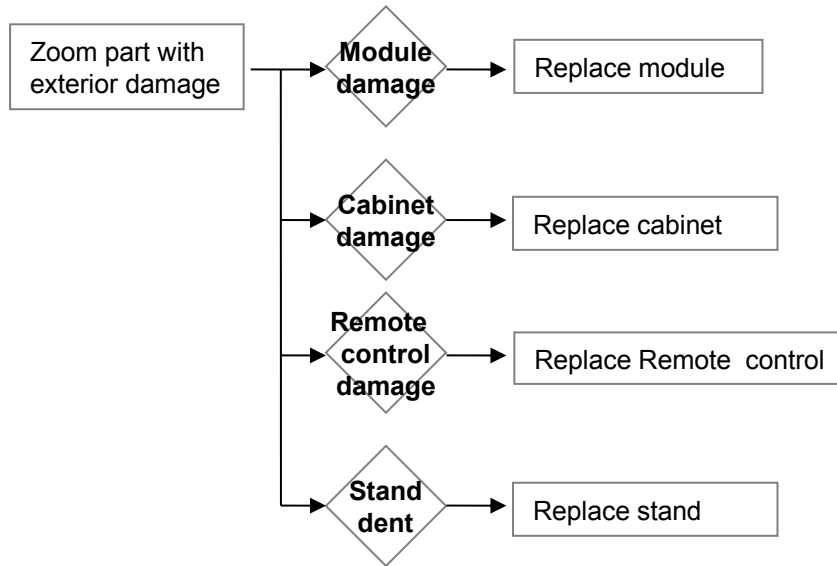 Zoom part with
exterior damage
Module
damage
Replace module
Cabinet
damage
Replace cabinet
Remote
control
damage
Replace Remote  control
Stand
dent
Replace stand